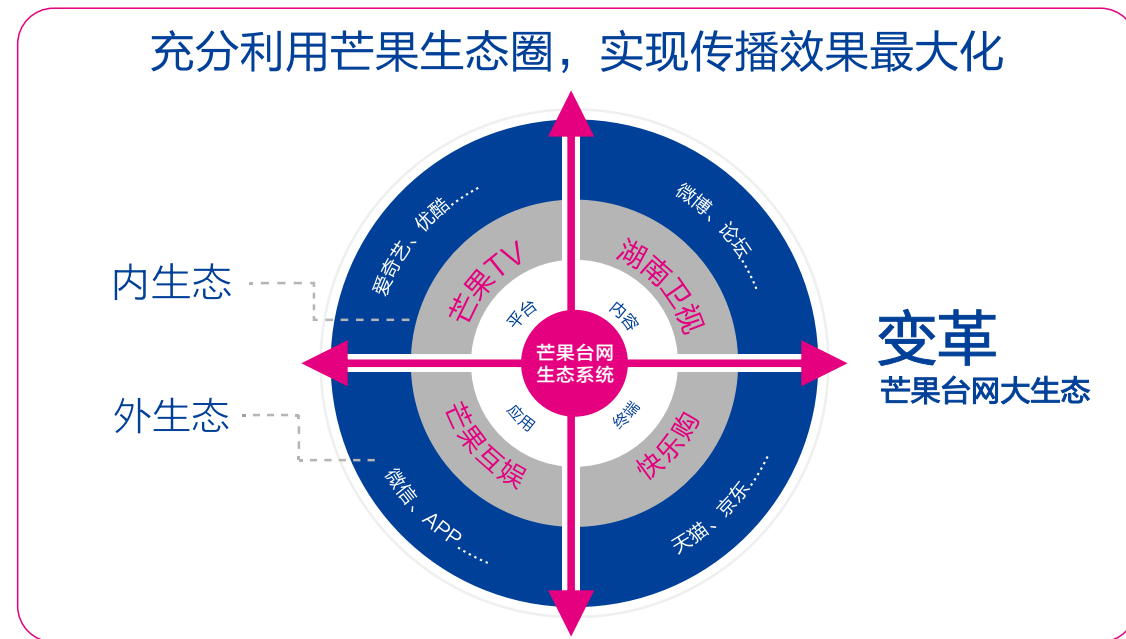 充分利用芒果生态圈，实现传播效果最大化
爱奇艺、优酷……
微博、论坛……
芒果TV
湖南卫视
平台
内容
内生态
芒果台网
生态系统
变革
芒果台网大生态
外生态
应用
终端
芒果互娱
快乐购
微信、APP……
天猫、京东……